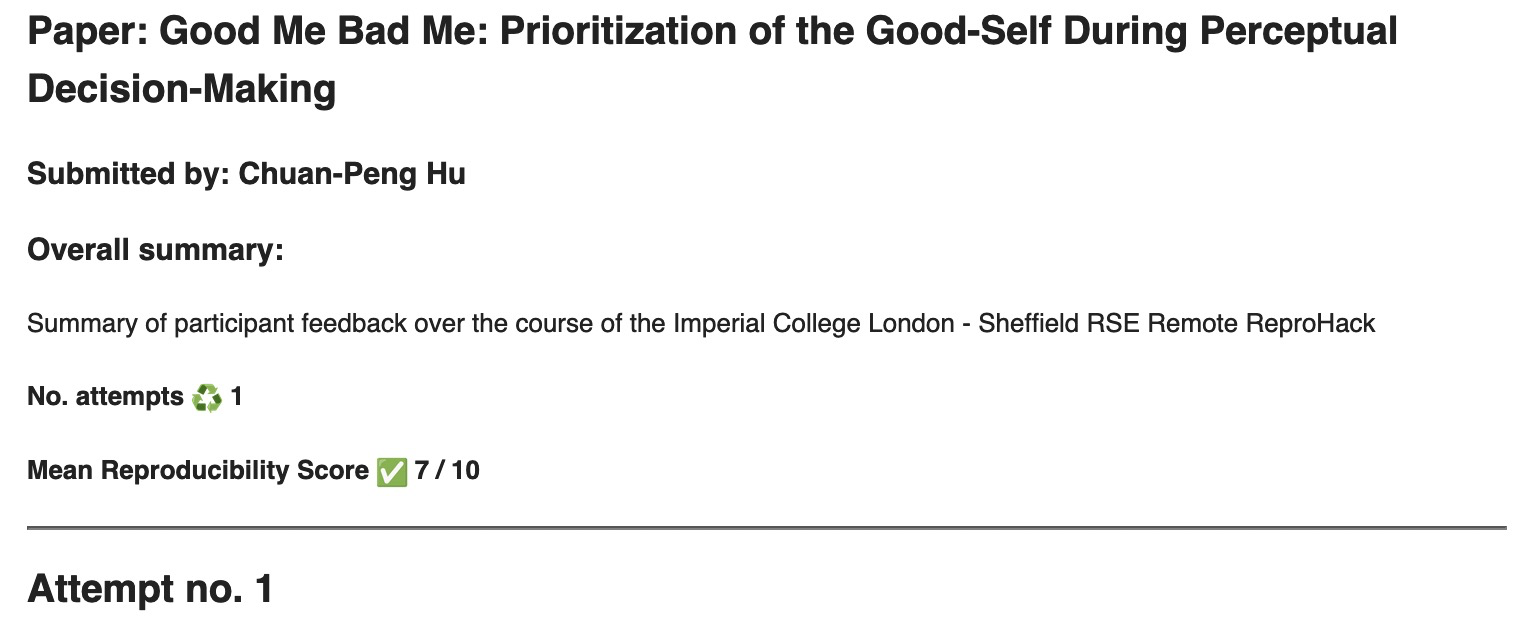 Paper: Good Me Bad Me: Prioritization of the Good-Self During Perceptual
Decision-Making
Submitted by: Chuan-Peng Hu
Overall summary:
Summary of participant feedback over the course of the Imperial College London - Sheffield RSE Remote ReproHack
No. attempts ♻️ 1
Mean Reproducibility Score ✅ 7 / 10
Attempt no. 1